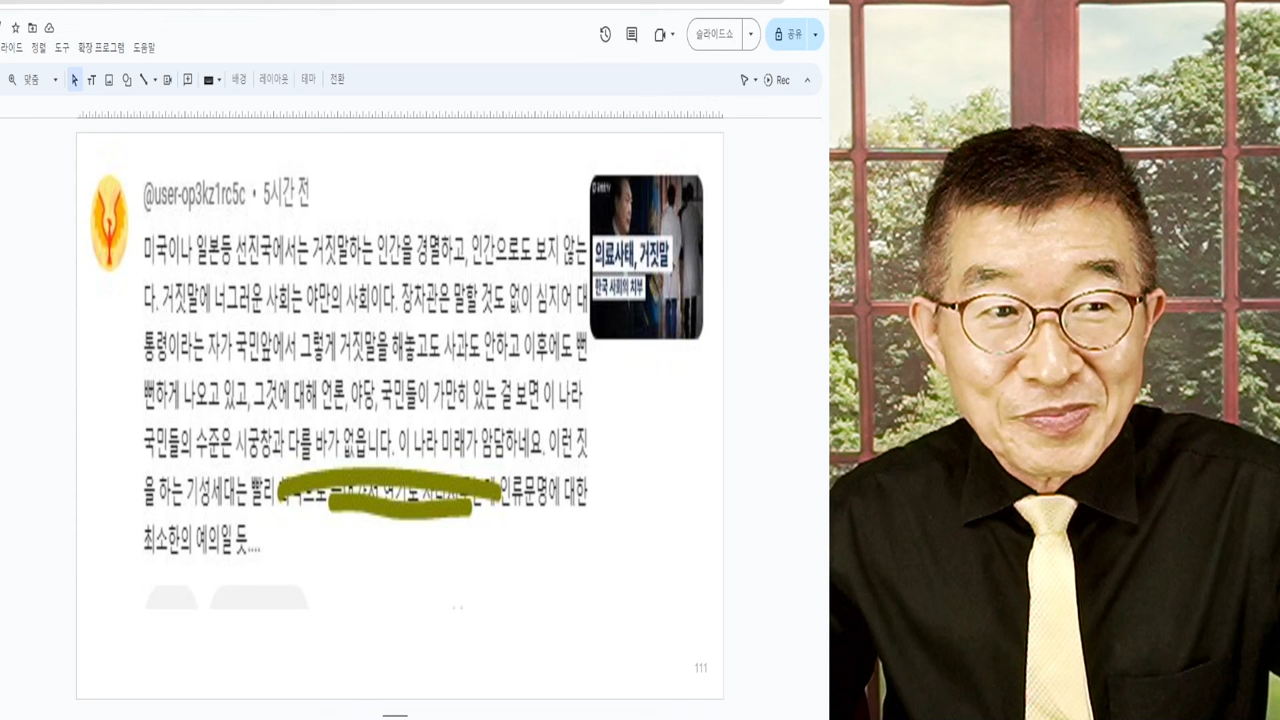 라이드 정렬 도구 확장 프로그램 도움말
슬라이드쇼
공유
맞춤
배경 레이아웃 테마 전환
Rec
@user-op3kz1rc5c • 5시간 전
미국이나 일본등 선진국에서는 거짓말하는 인간을 경멸하고, 인간으로도 보지 않는
다. 거짓말에 너그러운 사회는 야만의 사회이다. 장차관은 말할 것도 없이 심지어 대
통령이라는 자가 국민앞에서 그렇게 거짓말을 해놓고도 사과도 안하고 이후에도 뻔
뻔하게 나오고 있고, 그것에 대해 언론, 야당, 국민들이 가만히 있는 걸 보면 이 나라
국민들의 수준은 시궁창과 다를 바가 없읍니다. 이 나라 미래가 암담하네요. 이런 짓
을 하는 기성세대는 빨리 인류문명에 대한
최소한의 예의일 듯....
의료사태, 거짓말
한국 사회의 치부
111